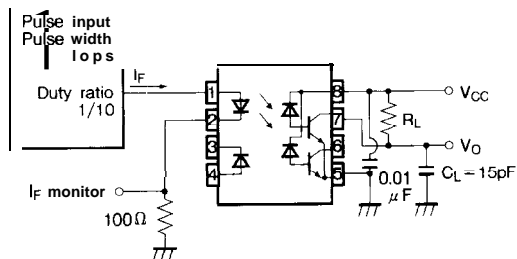 Pulse input
Pulse width
lops
Duty ratio
1/10
IF
1
2
3
4
8
7
6
5
VCC
RL
VO
IF monitor
100Ω
0.01
μF
CL=15pF